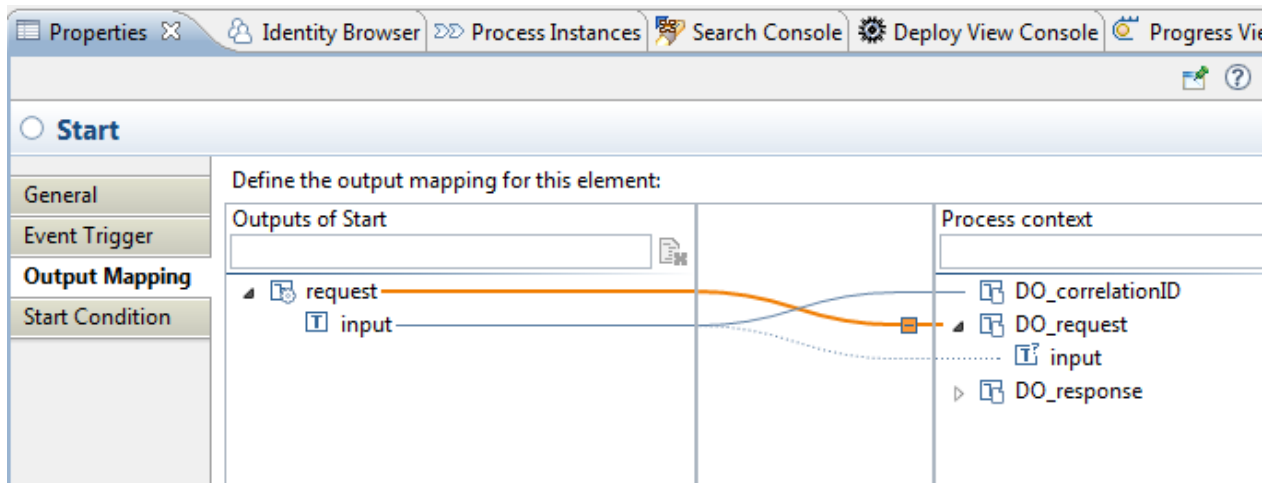 Properties Identity Browser Process Instances Search Console Deploy View Console Progress Vie
Start
Define the output mapping for this element:
General
Event Trigger
Output Mapping
Start Condition
Outputs of Start
request
input
Process context
DO_correlationID
DO_request
input
DO_response